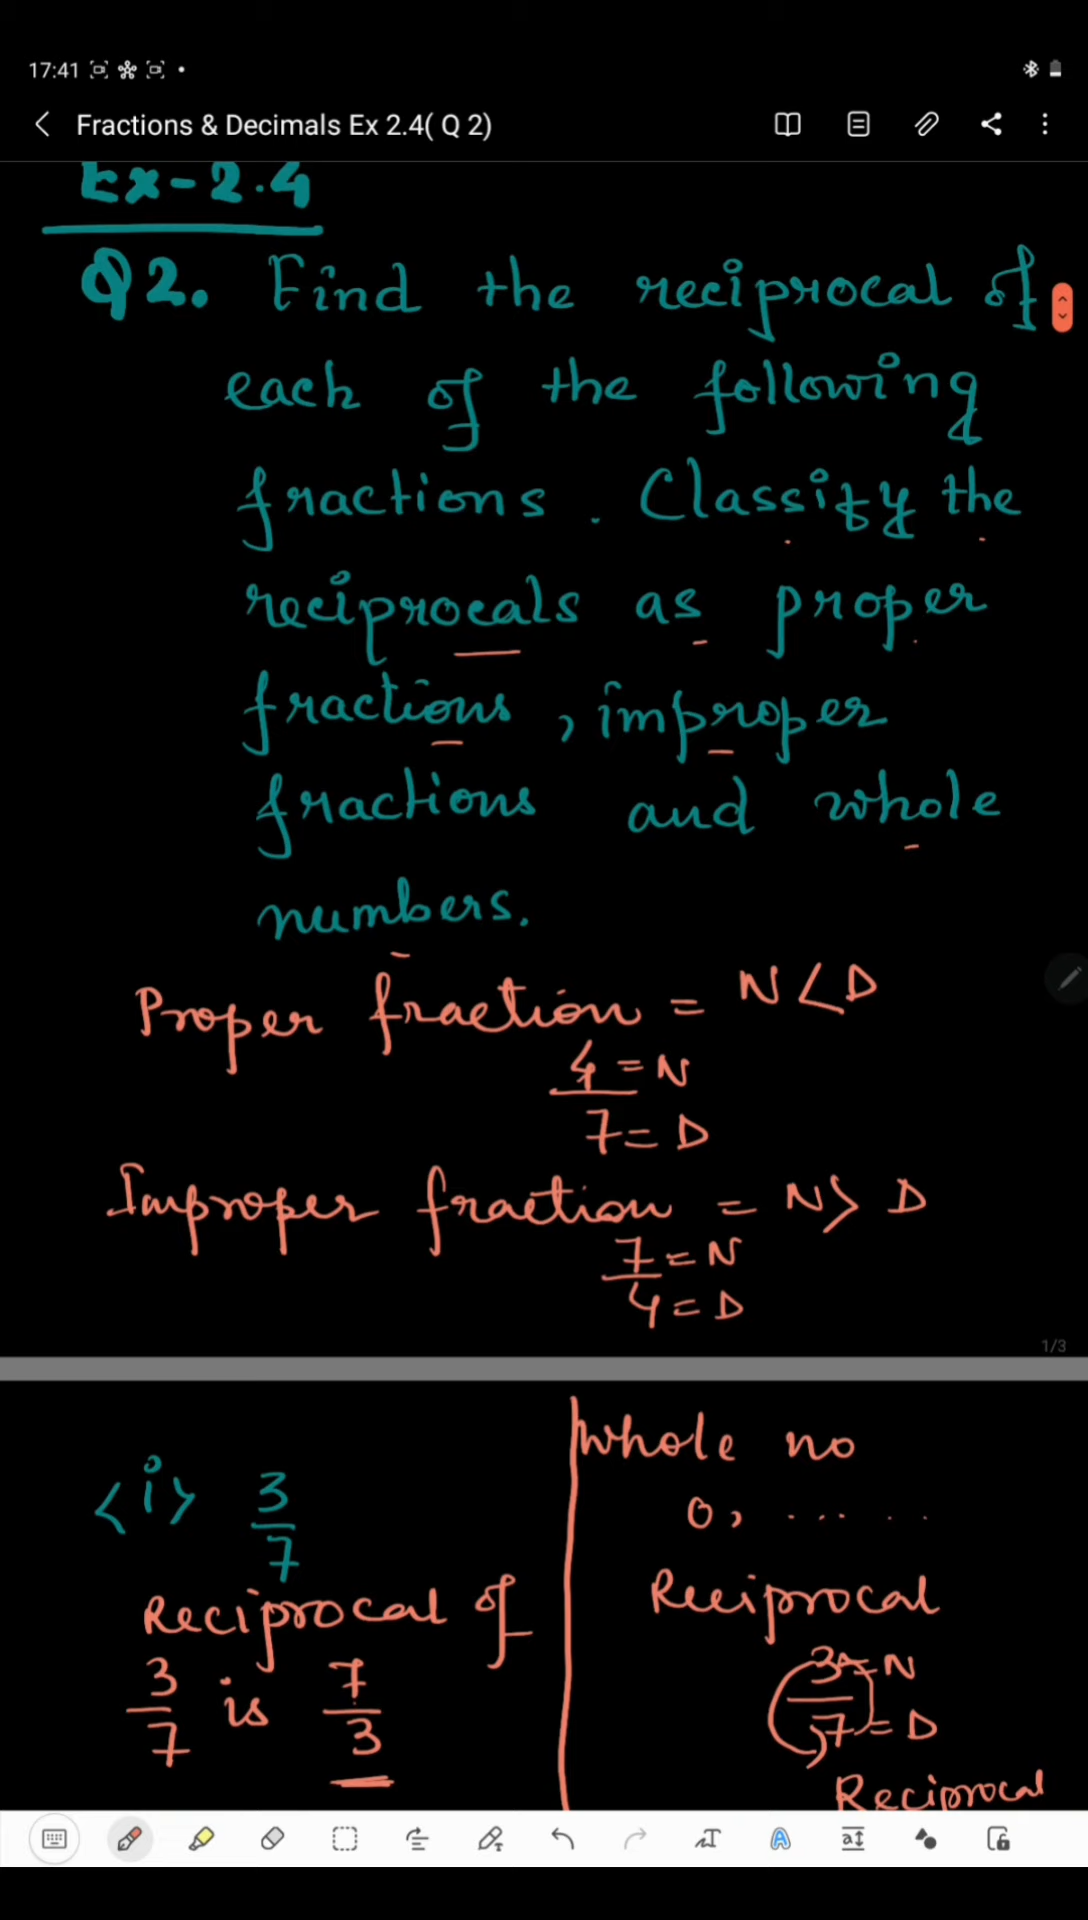 17:41
Fractions & Decimals Ex 2.4( Q 2)
Ex-2.4
Q2. Find the reciprocal of
each of the following
fractions. Classify the
reciprocals as proper
fractions, improper
fractions and whole
numbers.
Proper fraction = N < D
4 = N
7 = D
Improper fraction = N > D
7 = N
4 = D
1/3
<i> 3/7
Reciprocal of
3/7 is 7/3
Whole no
0, ......
Reciprocal
3 = N
7 = D
Reciprocal